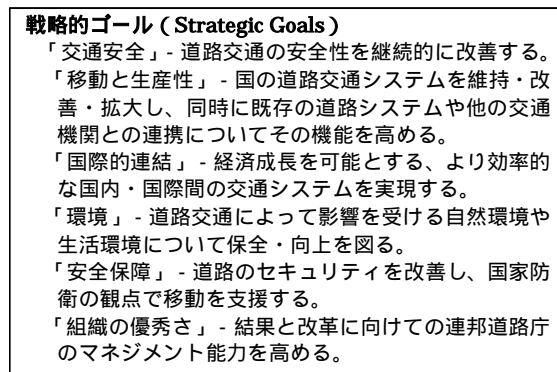 戦略的ゴール（Strategic Goals）
「交通安全」- 道路交通の安全性を継続的に改善する。
「移動と生産性」- 国の道路交通システムを維持・改
善・拡大し、同時に既存の道路システムや他の交通
機関との連携についてその機能を高める。
「国際的連結」- 経済成長を可能とする、より効率的
な国内・国際間の交通システムを実現する。
「環境」- 道路交通によって影響を受ける自然環境や
生活環境について保全・向上を図る。
「安全保障」- 道路のセキュリティを改善し、国家防
衛の観点で移動を支援する。
「組織の優秀さ」- 結果と改革に向けての連邦道路庁
のマネジメント能力を高める。